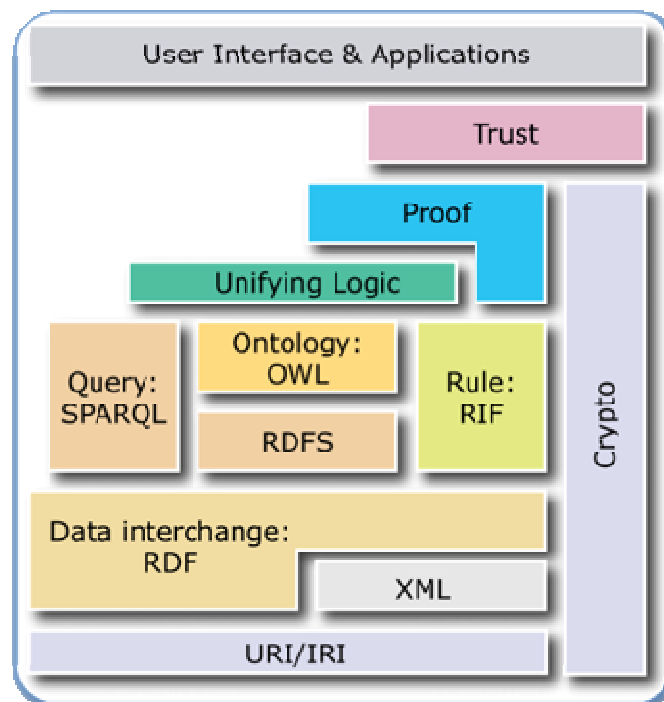 User Interface & Applications
Trust
Proof
Unifying Logic
Query:
SPARQL
Ontology:
OWL
RDFS
Rule:
RIF
Crypto
Data interchange:
RDF
XML
URI/IRI